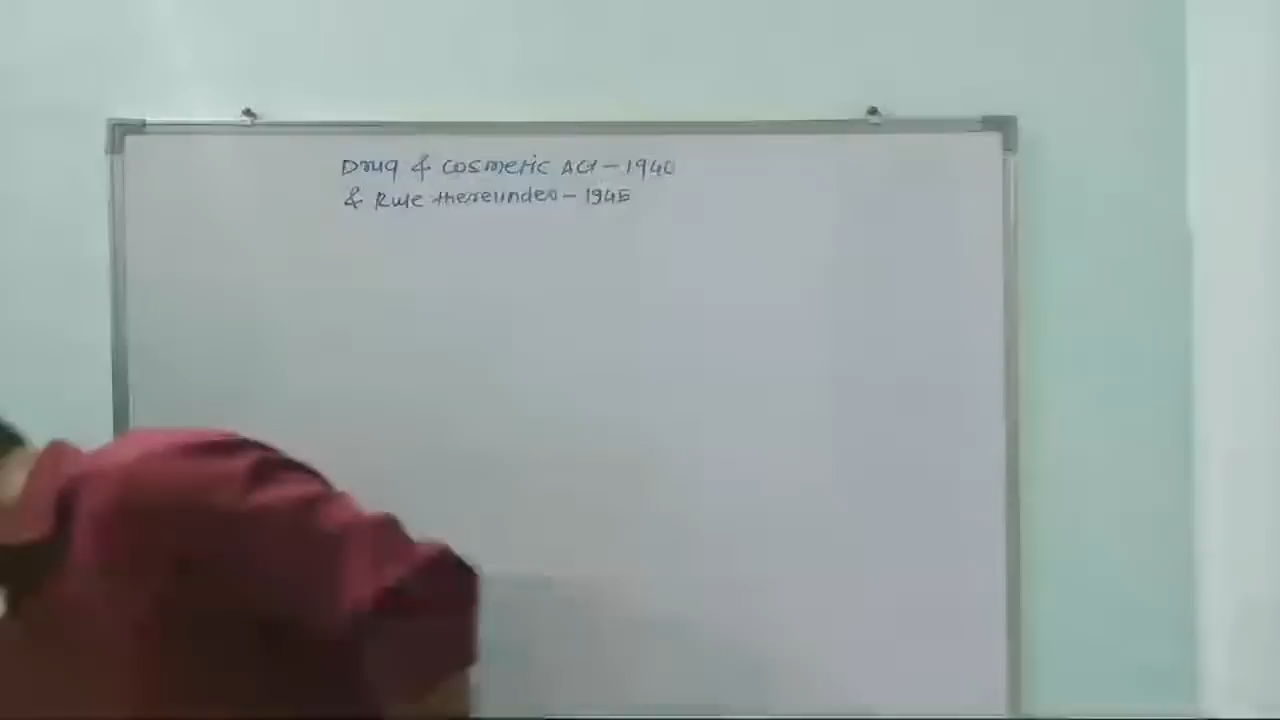 Drug & Cosmetic Act - 1940
& Rule thereunder - 1945